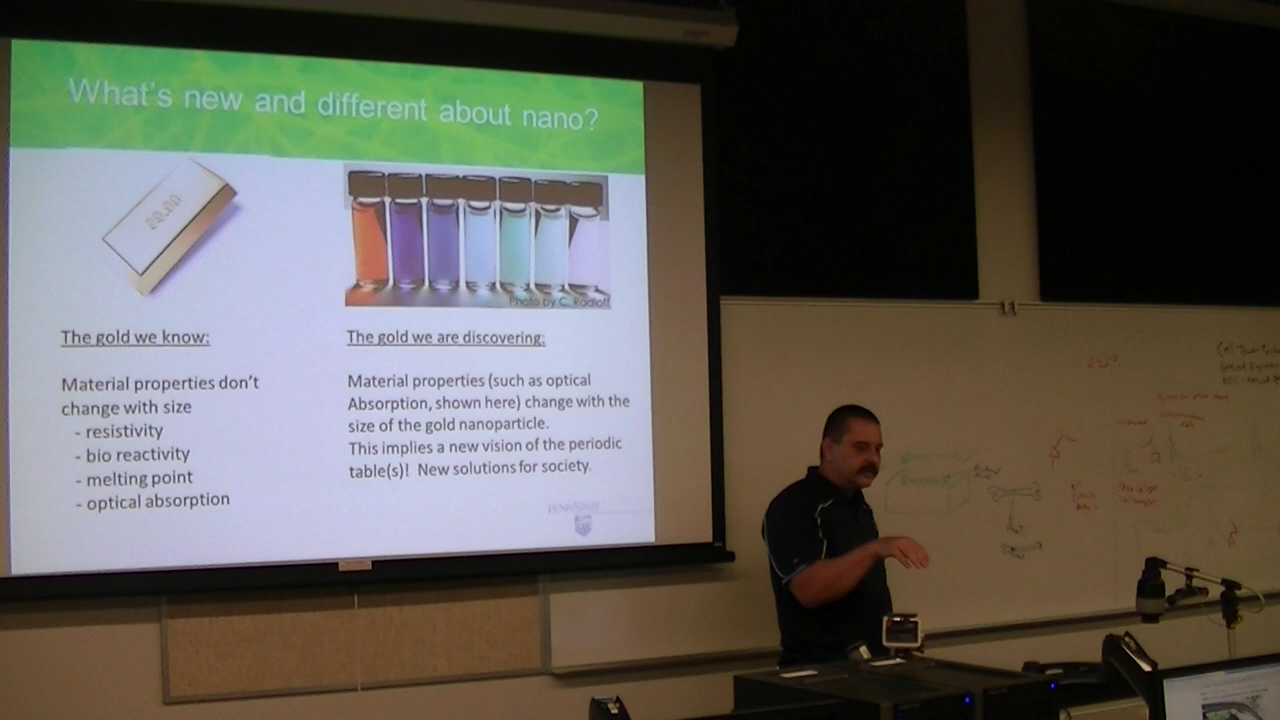 What's new and different about nano?
Photo by C. Radloff
The gold we know:
Material properties don't
change with size
- resistivity
- bio reactivity
- melting point
- optical absorption
The gold we are discovering:
Material properties (such as optical
Absorption, shown here) change with the
size of the gold nanoparticle.
This implies a new vision of the periodic
table(s)! New solutions for society.
PENNSTATE